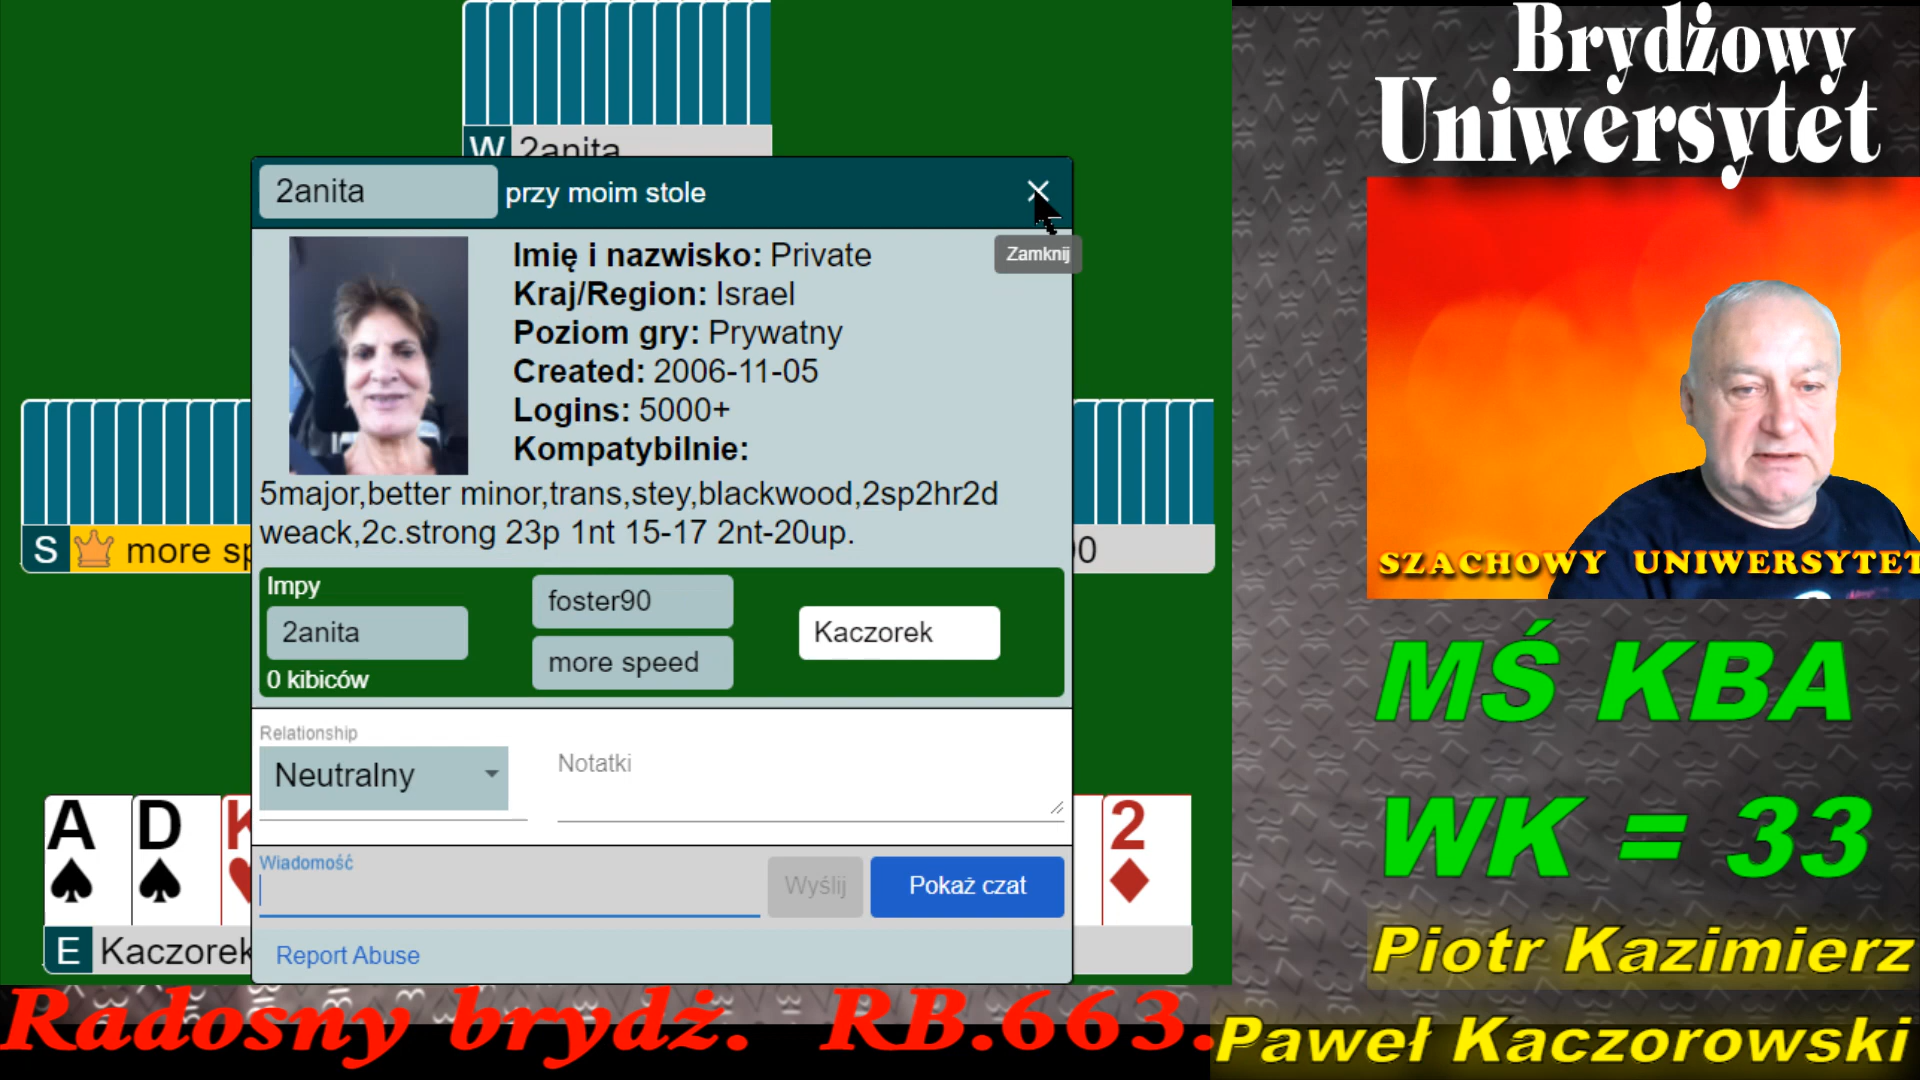 W 2anita
2anita przy moim stole
Zamknij
Imię i nazwisko: Private
Kraj/Region: Israel
Poziom gry: Prywatny
Created: 2006-11-05
Logins: 5000+
Kompatybilnie:
5major,better minor,trans,stey,blackwood,2sp2hr2d
weack,2c.strong 23p 1nt 15-17 2nt-20up.
S more sp
0
Impy
2anita
0 kibiców
foster90
more speed
Kaczorek
Relationship
Neutralny
Notatki
Wiadomość
Wyślij
Pokaż czat
Report Abuse
A D K 2
E Kaczorek
Brydżowy
Uniwersytet
SZACHOWY UNIWERSYTET
MŚ KBA
WK = 33
Piotr Kazimierz
Paweł Kaczorowski
Radosny brydż. RB.663.